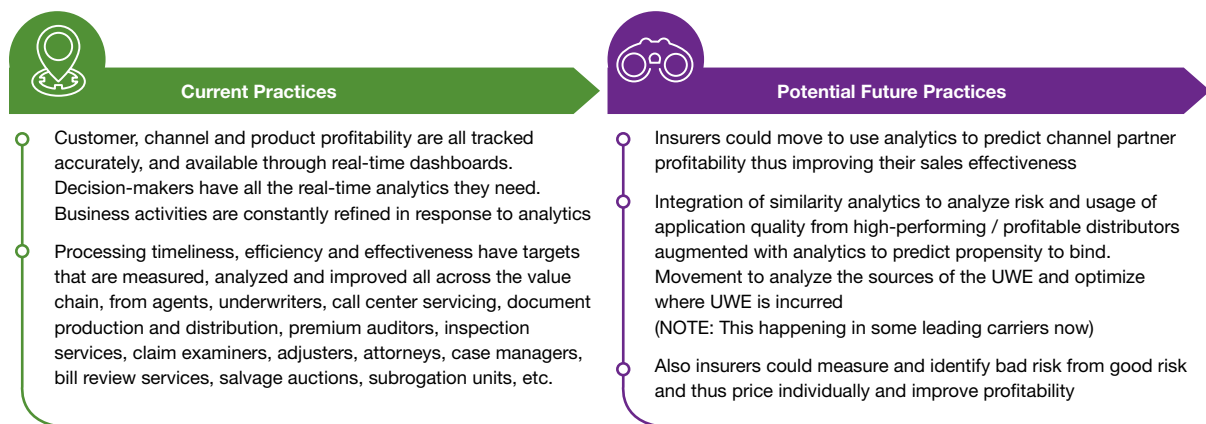 Current Practices
Customer, channel and product profitability are all tracked
accurately, and available through real-time dashboards.
Decision-makers have all the real-time analytics they need.
Business activities are constantly refined in response to analytics
Processing timeliness, efficiency and effectiveness have targets
that are measured, analyzed and improved all across the value
chain, from agents, underwriters, call center servicing, document
production and distribution, premium auditors, inspection
services, claim examiners, adjusters, attorneys, case managers,
bill review services, salvage auctions, subrogation units, etc.
Potential Future Practices
Insurers could move to use analytics to predict channel partner
profitability thus improving their sales effectiveness
Integration of similarity analytics to analyze risk and usage of
application quality from high-performing / profitable distributors
augmented with analytics to predict propensity to bind.
Movement to analyze the sources of the UWE and optimize
where UWE is incurred
(NOTE: This happening in some leading carriers now)
Also insurers could measure and identify bad risk from good risk
and thus price individually and improve profitability